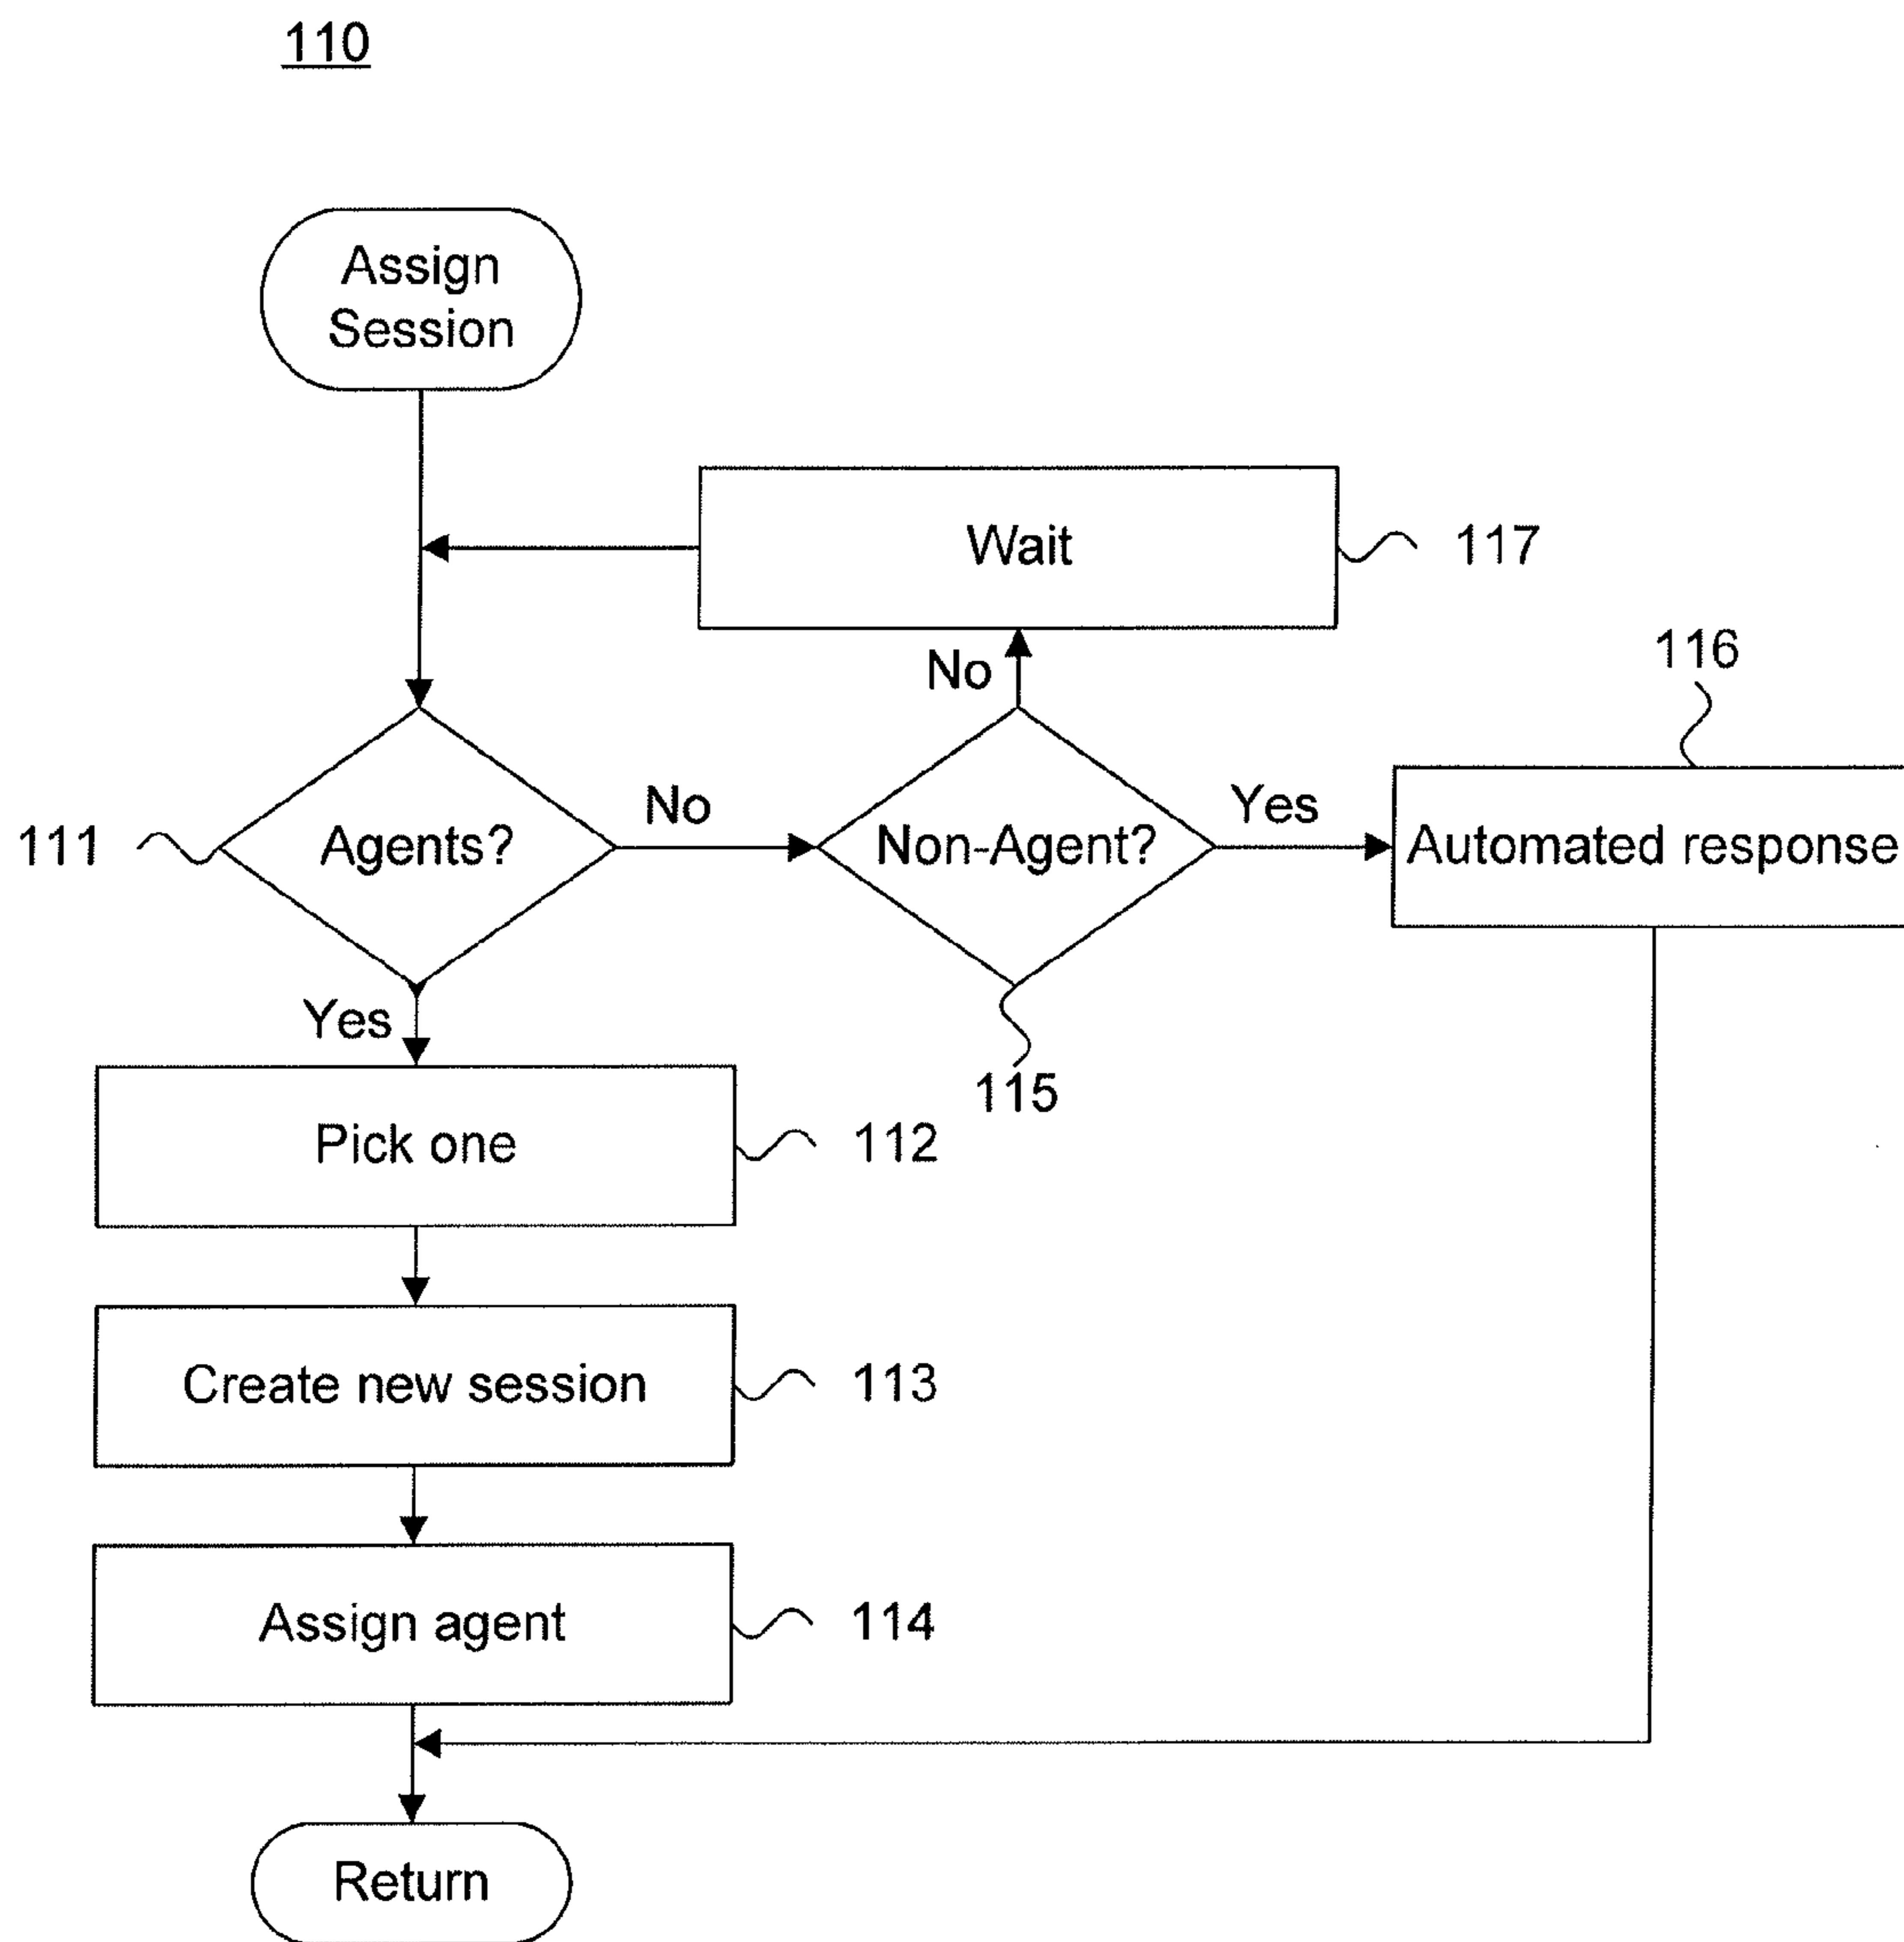 110
Assign
Session
Wait
117
No
116
111
Agents?
No
Non-Agent?
Yes
Automated response
Yes
115
Pick one
112
Create new session
113
Assign agent
114
Return